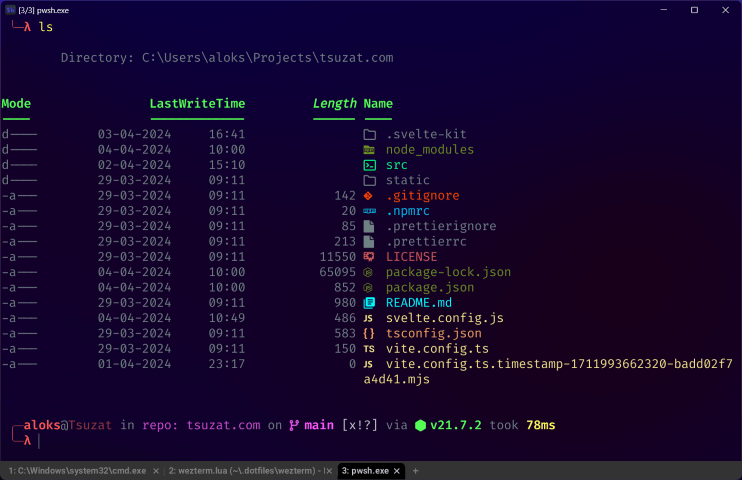 [3/3] pwsh.exe
λ ls
Directory: C:\Users\aloks\Projects\tsuzat.com
Mode LastWriteTime Length Name
d---- 03-04-2024 16:41 .svelte-kit
d---- 04-04-2024 10:00 node_modules
d---- 02-04-2024 15:10 src
d---- 29-03-2024 09:11 static
-a--- 29-03-2024 09:11 142 .gitignore
-a--- 29-03-2024 09:11 20 .npmrc
-a--- 29-03-2024 09:11 85 .prettierignore
-a--- 29-03-2024 09:11 213 .prettierrc
-a--- 29-03-2024 09:11 11550 LICENSE
-a--- 04-04-2024 10:00 65095 package-lock.json
-a--- 04-04-2024 10:00 852 package.json
-a--- 29-03-2024 09:11 980 README.md
-a--- 04-04-2024 10:49 486 JS svelte.config.js
-a--- 29-03-2024 09:11 583 {} tsconfig.json
-a--- 29-03-2024 09:11 150 TS vite.config.ts
-a--- 01-04-2024 23:17 0 JS vite.config.ts.timestamp-1711993662320-badd02f7
a4d41.mjs
aloks@Tsuzat in repo: tsuzat.com on main [x!?] via v21.7.2 took 78ms
λ
1: C:\Windows\system32\cmd.exe × 2: wezterm.lua (~\.dotfiles\wezterm) - × 3: pwsh.exe × +